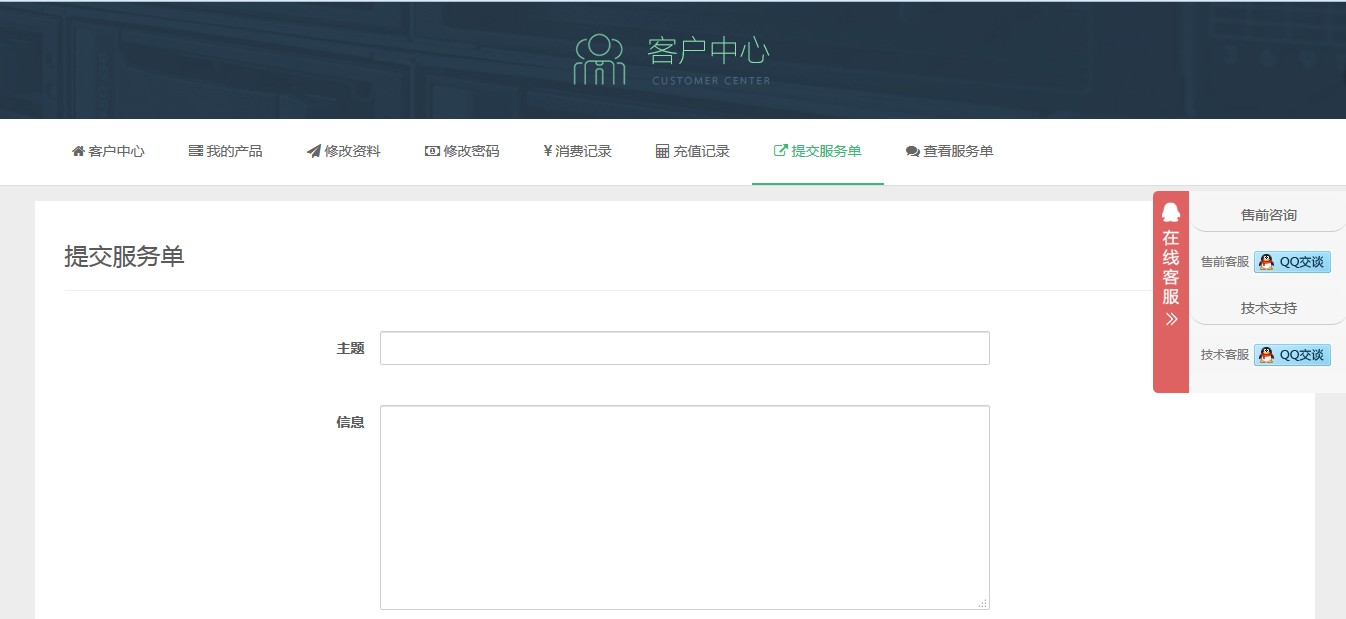 客户中心
CUSTOMER CENTER
客户中心 我的产品 修改资料 修改密码 ¥消费记录 充值记录 提交服务单 查看服务单
提交服务单
主题
信息
在线客服
售前咨询
售前客服 QQ交谈
技术支持
技术客服 QQ交谈